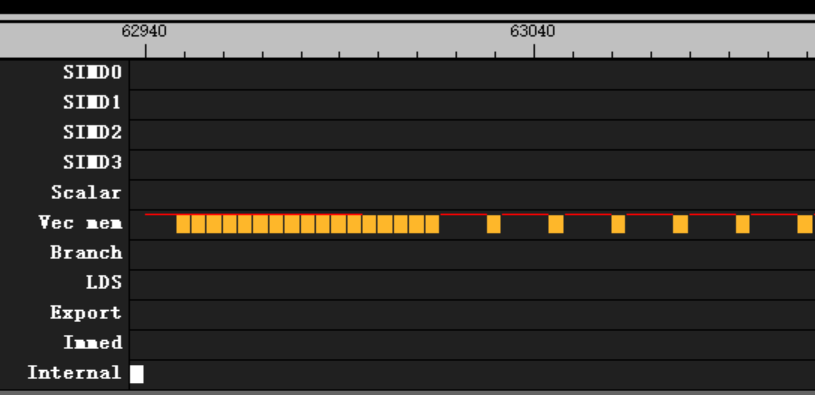 62940 63040
SIMD0
SIMD1
SIMD2
SIMD3
Scalar
Vec mem
Branch
LDS
Export
Immed
Internal